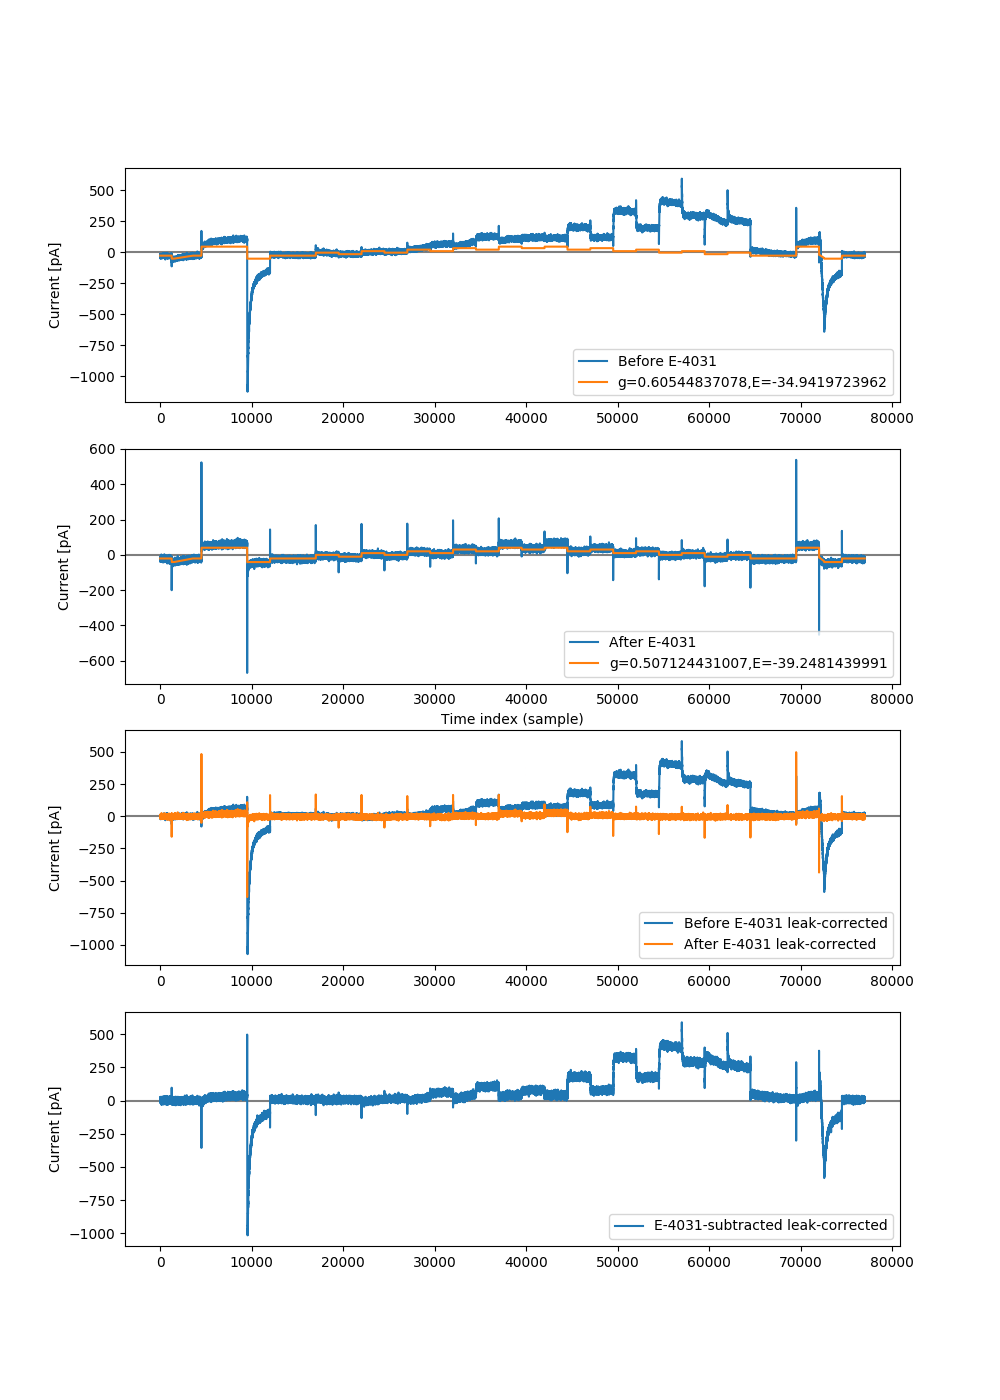 500
250
0
−250
−500
−750
−1000
Current [pA]
Before E-4031
g=0.60544837078,E=-34.9419723962
0 10000 20000 30000 40000 50000 60000 70000 80000
600
400
200
0
−200
−400
−600
Current [pA]
After E-4031
g=0.507124431007,E=-39.2481439991
0 10000 20000 30000 40000 50000 60000 70000 80000
Time index (sample)
500
250
0
−250
−500
−750
−1000
Current [pA]
Before E-4031 leak-corrected
After E-4031 leak-corrected
0 10000 20000 30000 40000 50000 60000 70000 80000
500
250
0
−250
−500
−750
−1000
Current [pA]
E-4031-subtracted leak-corrected
0 10000 20000 30000 40000 50000 60000 70000 80000